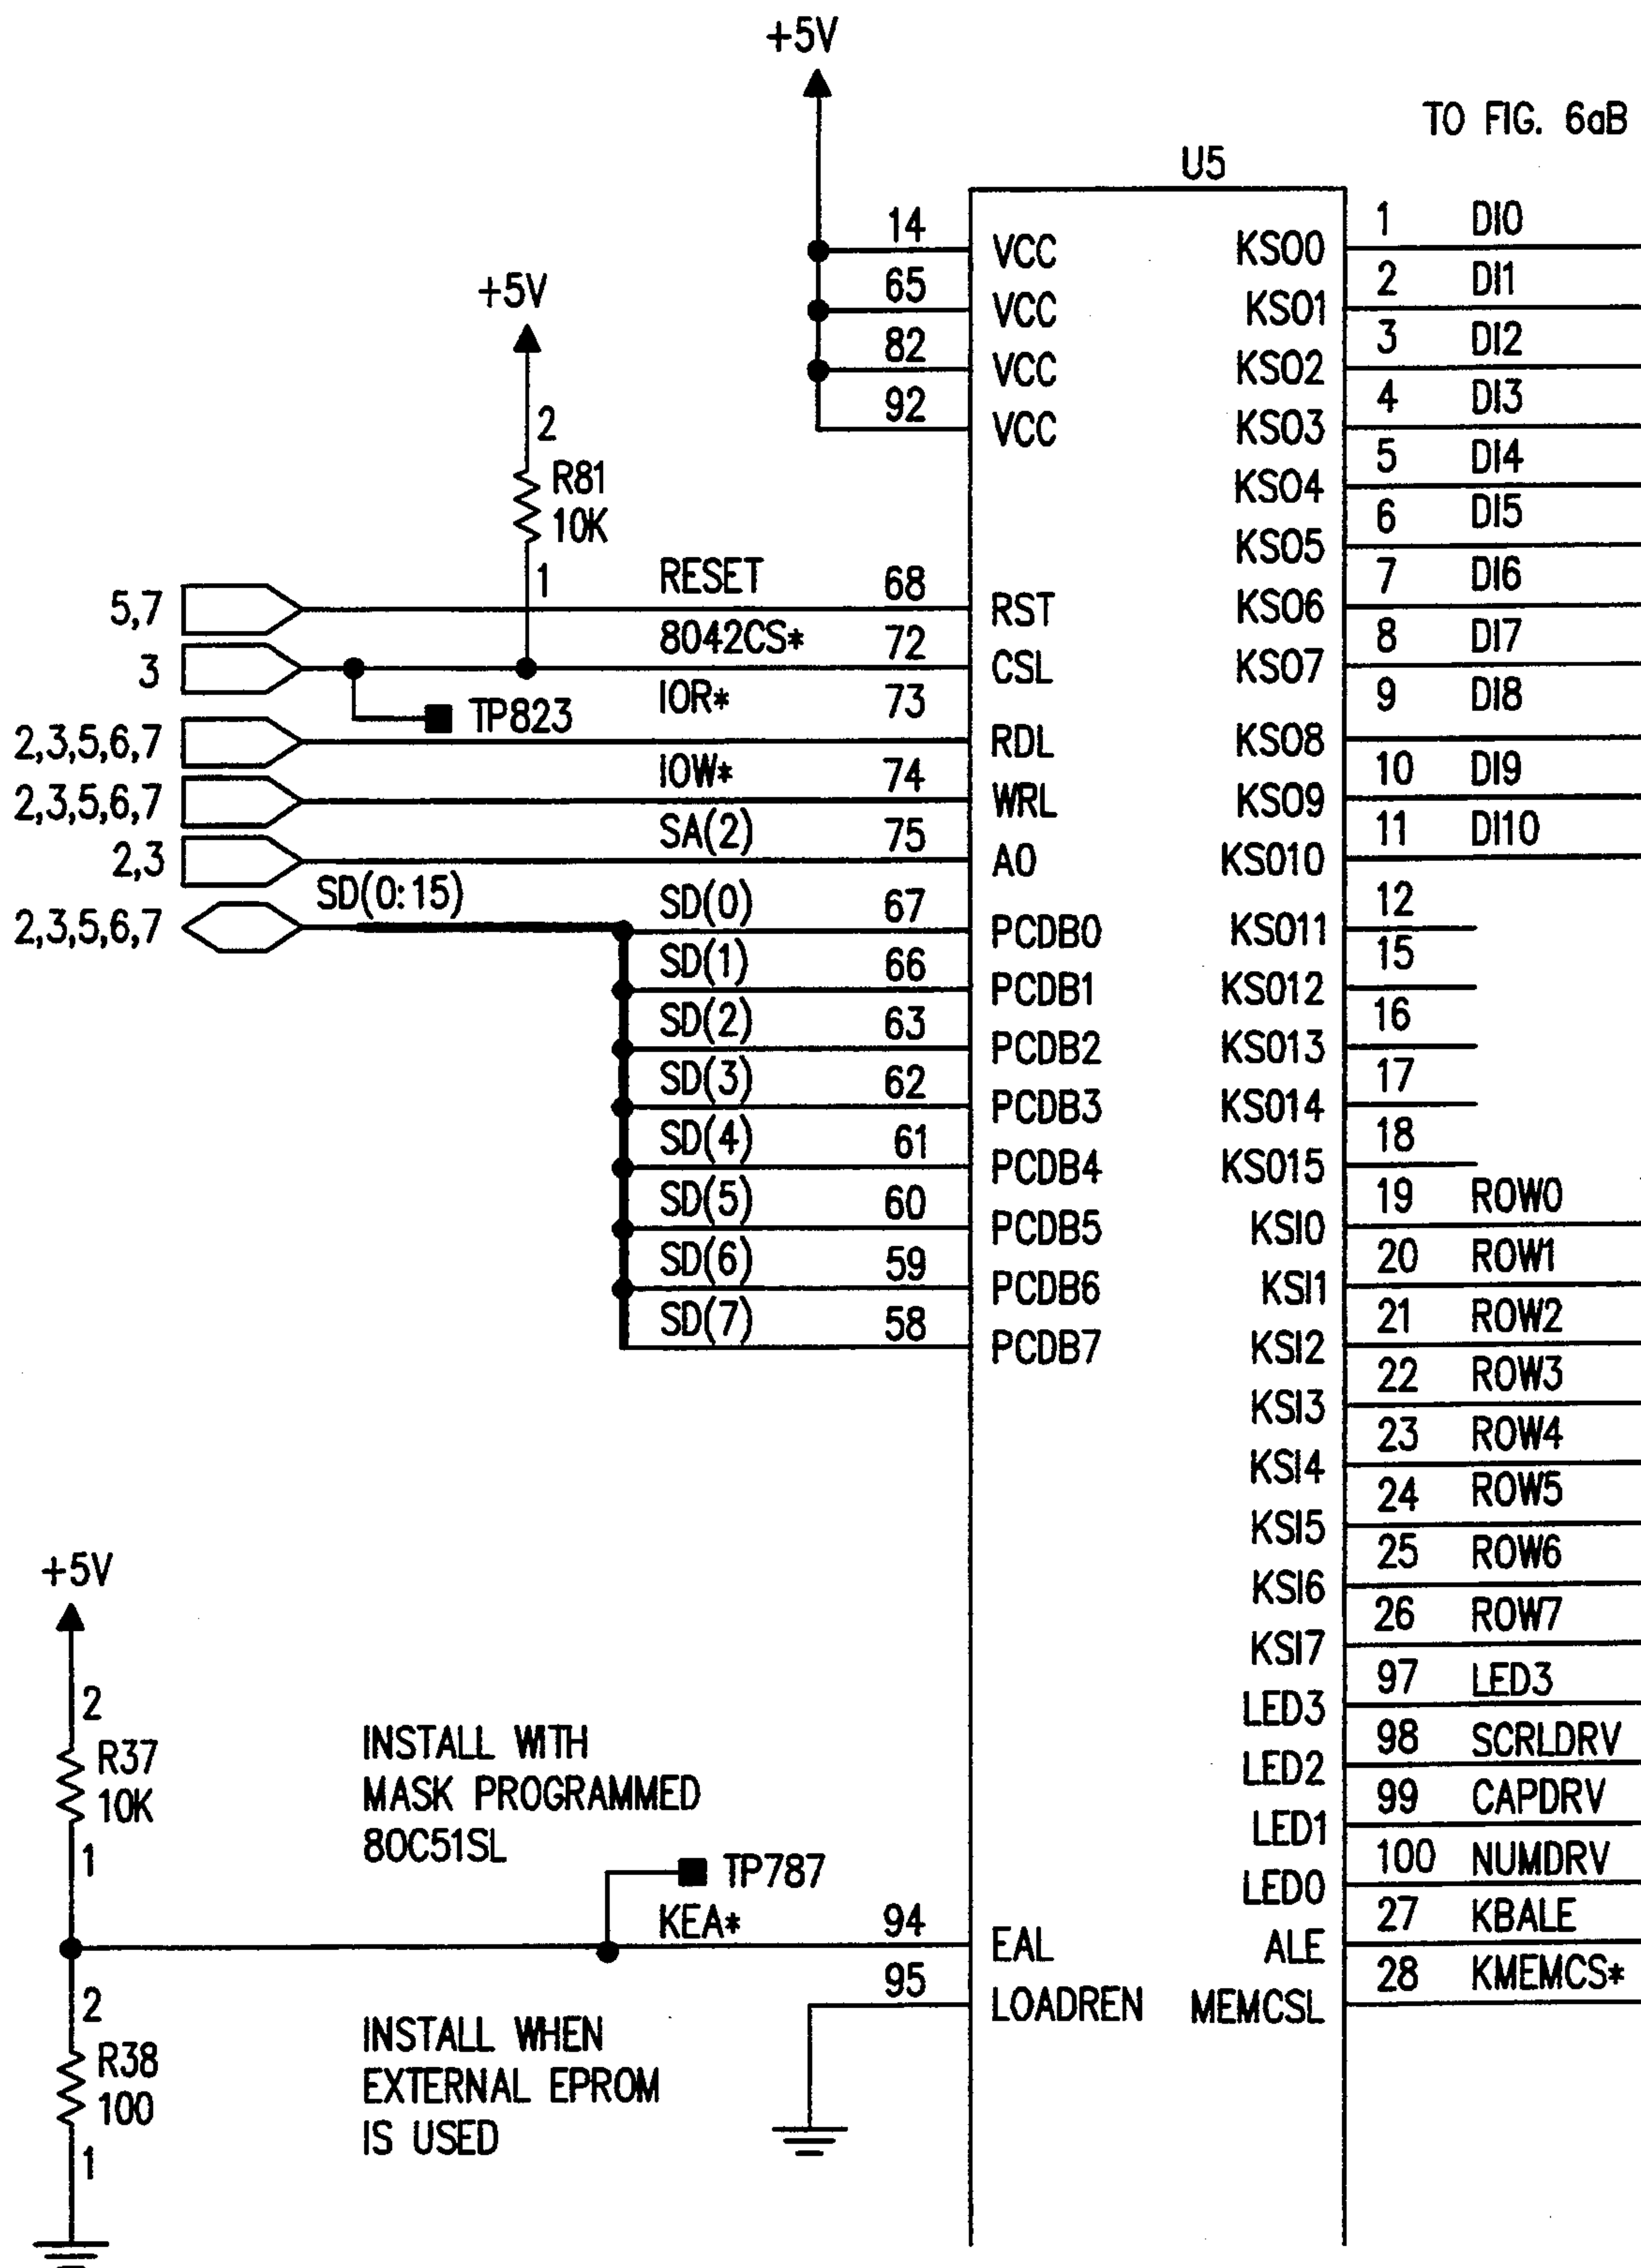 +5V
TO FIG. 6aB
U5
14 VCC KSO0 1 DI0
65 VCC KSO1 2 DI1
82 VCC KSO2 3 DI2
92 VCC KSO3 4 DI3
KSO4 5 DI4
KSO5 6 DI5
+5V
2
R81
10K
1
5,7 RESET 68 RST KSO6 7 DI6
3 8042CS* 72 CSL KSO7 8 DI7
TP823
2,3,5,6,7 IOR* 73 RDL KSO8 9 DI8
2,3,5,6,7 IOW* 74 WRL KSO9 10 DI9
2,3 SA(2) 75 A0 KSO10 11 DI10
2,3,5,6,7 SD(0:15) SD(0) 67 PCDB0 KSO11 12
SD(1) 66 PCDB1 KSO12 15
SD(2) 63 PCDB2 KSO13 16
SD(3) 62 PCDB3 KSO14 17
SD(4) 61 PCDB4 KSO15 18
SD(5) 60 PCDB5 KSI0 19 ROW0
SD(6) 59 PCDB6 KSI1 20 ROW1
SD(7) 58 PCDB7 KSI2 21 ROW2
KSI3 22 ROW3
KSI4 23 ROW4
KSI5 24 ROW5
KSI6 25 ROW6
KSI7 26 ROW7
LED3 97 LED3
LED2 98 SCRLDRV
LED1 99 CAPDRV
LED0 100 NUMDRV
+5V
2
R37
10K
1
INSTALL WITH
MASK PROGRAMMED
80C51SL
TP787
KEA* 94 EAL ALE 27 KBALE
95 LOADREN MEMCSL 28 KMEMCS*
2
R38
100
1
INSTALL WHEN
EXTERNAL EPROM
IS USED